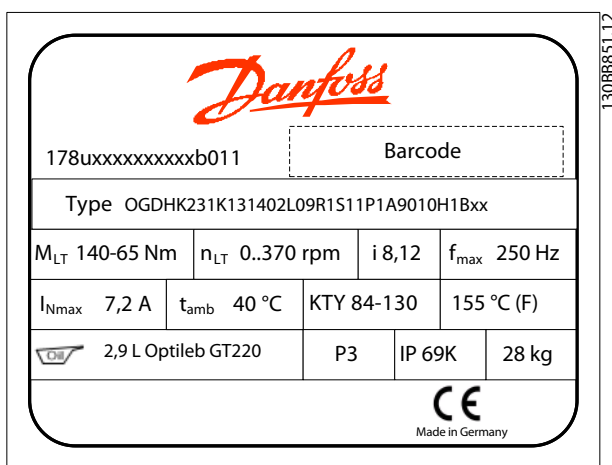 Danfoss
178uxxxxxxxxxxb011
Barcode
Type OGDHK231K131402L09R1S11P1A9010H1Bxx
MLT 140-65 Nm nLT 0..370 rpm i 8,12 fmax 250 Hz
INmax 7,2 A tamb 40 °C KTY 84-130 155 °C (F)
Oil 2,9 L Optileb GT220 P3 IP 69K 28 kg
CE
Made in Germany
130BB851.12